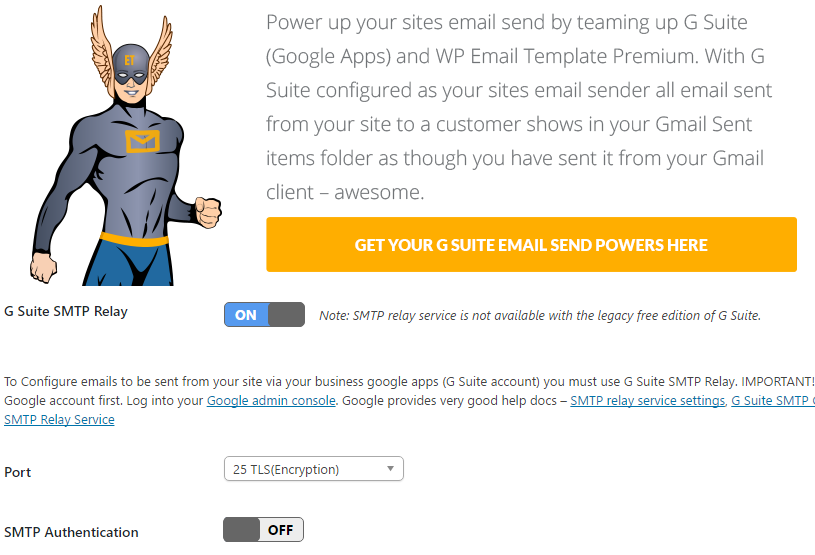 ET
Power up your sites email send by teaming up G Suite
(Google Apps) and WP Email Template Premium. With G
Suite configured as your sites email sender all email sent
from your site to a customer shows in your Gmail Sent
items folder as though you have sent it from your Gmail
client – awesome.
GET YOUR G SUITE EMAIL SEND POWERS HERE
G Suite SMTP Relay ON Note: SMTP relay service is not available with the legacy free edition of G Suite.
To Configure emails to be sent from your site via your business google apps (G Suite account) you must use G Suite SMTP Relay. IMPORTANT!
Google account first. Log into your Google admin console. Google provides very good help docs – SMTP relay service settings, G Suite SMTP
SMTP Relay Service
Port 25 TLS(Encryption)
SMTP Authentication OFF